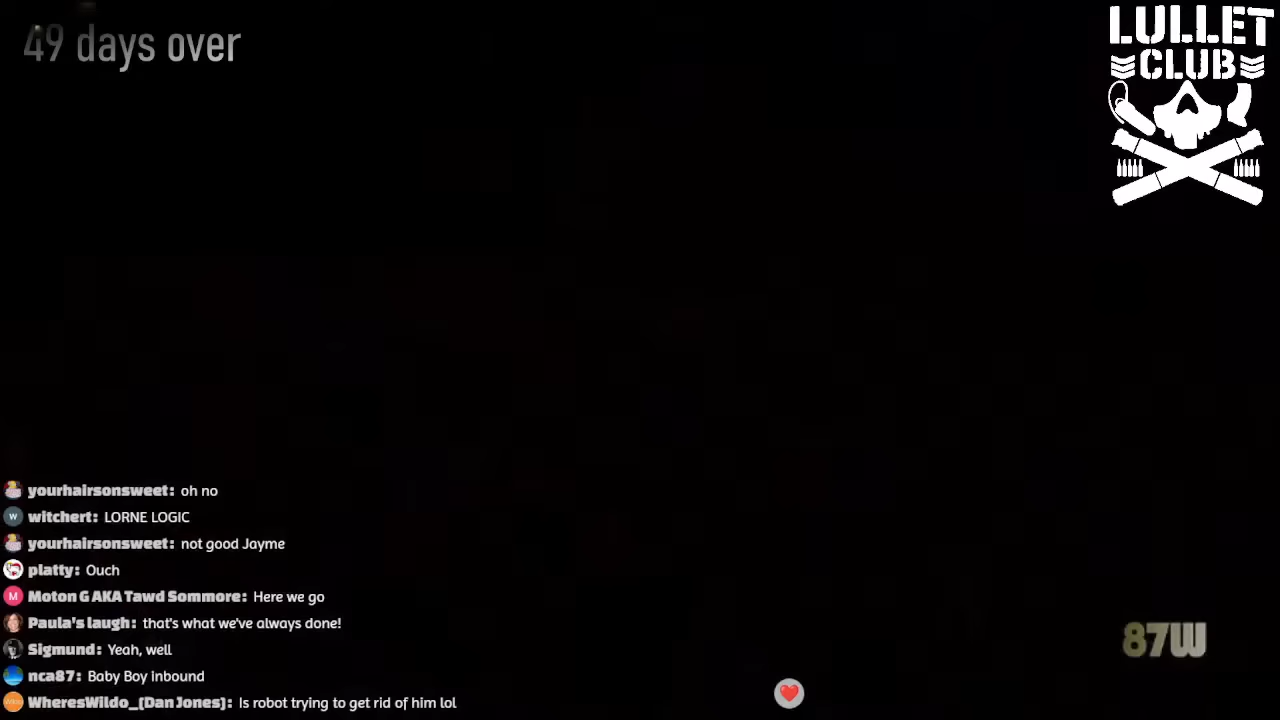 49 days over
LULLET
CLUB
yourhairsonsweet: oh no
W witchert: LORNE LOGIC
yourhairsonsweet: not good Jayme
platty: Ouch
M Moton G AKA Tawd Sommore: Here we go
Paula's laugh: that's what we've always done!
Sigmund: Yeah, well
nca87: Baby Boy inbound
WheresWildo_(Dan Jones): Is robot trying to get rid of him lol
87W